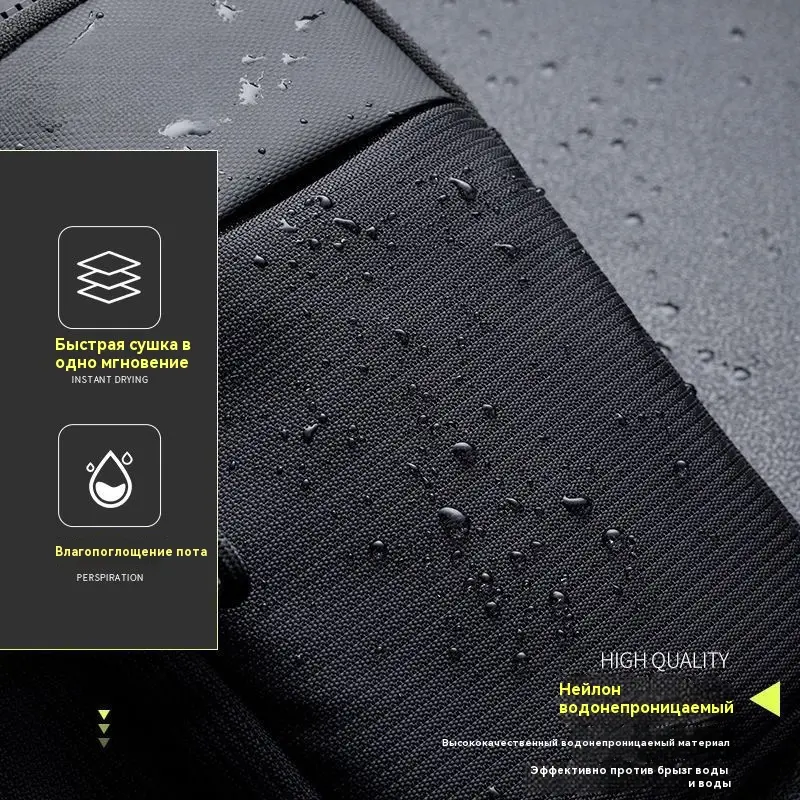 Быстрая сушка в
одно мгновение
INSTANT DRYING
Влагопоглощение пота
PERSPIRATION
HIGH QUALITY
Нейлон
водонепроницаемый
Высококачественный водонепроницаемый материал
Эффективно против брызг воды
и воды